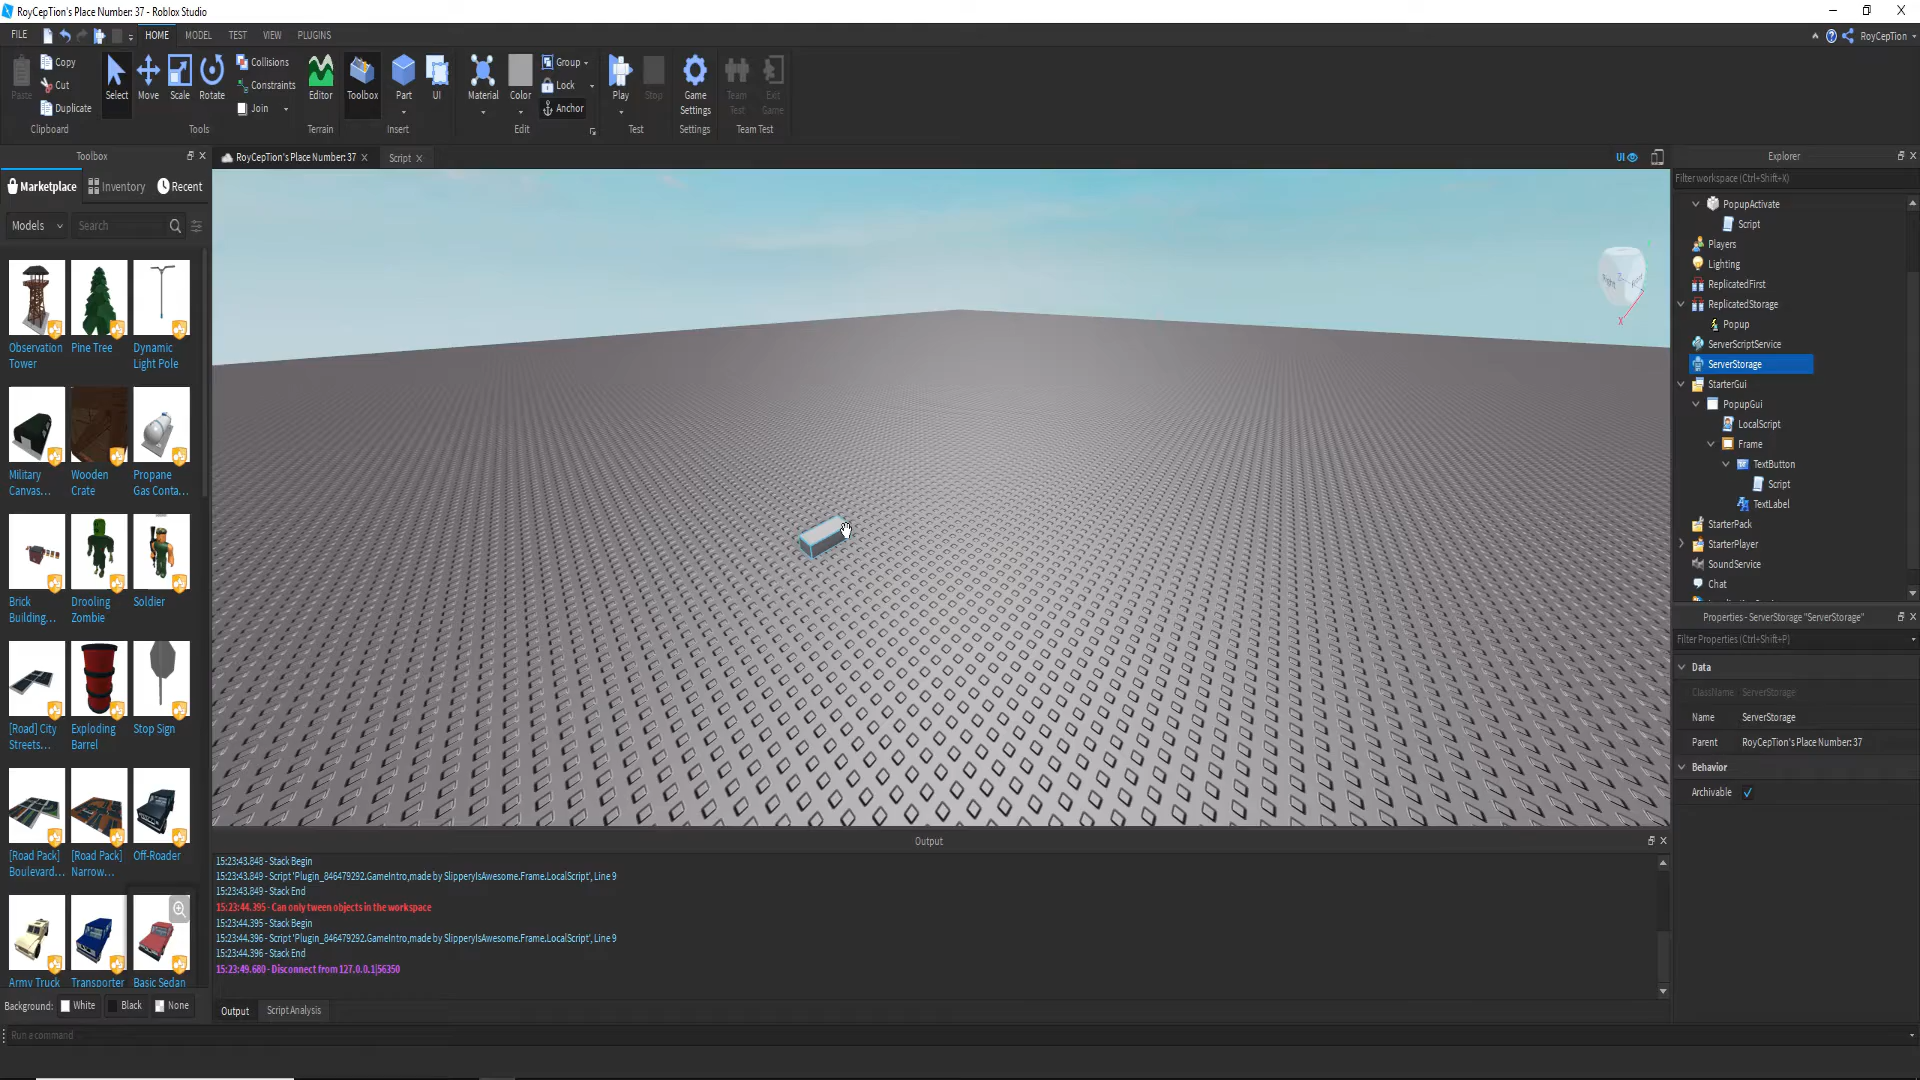 RoyCepTion's Place Number: 37 - Roblox Studio
FILE
HOME
MODEL
TEST
VIEW
PLUGINS
RoyCepTion
Paste
Copy
Cut
Duplicate
Clipboard
Select
Move
Scale
Rotate
Collisions
Constraints
Join
Tools
Editor
Terrain
Toolbox
Part
UI
Insert
Material
Color
Group
Lock
Anchor
Edit
Play
Stop
Test
Game
Settings
Settings
Team
Test
Exit
Game
Team Test
Toolbox
RoyCepTion's Place Number: 37
Script
UI
Marketplace
Inventory
Recent
Models
Search
Observation
Tower
Pine Tree
Dynamic
Light Pole
Military
Canvas...
Wooden
Crate
Propane
Gas Conta...
Brick
Building...
Drooling
Zombie
Soldier
[Road] City
Streets...
Exploding
Barrel
Stop Sign
[Road Pack]
Boulevard...
[Road Pack]
Narrow...
Off-Roader
Army Truck
Transporter
Basic Sedan
Background:
White
Black
None
Output
15:23:43.848 - Stack Begin
15:23:43.849 - Script 'Plugin_846479292.GameIntro,made by SlipperyIsAwesome.Frame.LocalScript', Line 9
15:23:43.849 - Stack End
15:23:44.395 - Can only tween objects in the workspace
15:23:44.395 - Stack Begin
15:23:44.396 - Script 'Plugin_846479292.GameIntro,made by SlipperyIsAwesome.Frame.LocalScript', Line 9
15:23:44.396 - Stack End
15:23:49.680 - Disconnect from 127.0.0.1|56350
Output
Script Analysis
Run a command
Explorer
Filter workspace (Ctrl+Shift+X)
PopupActivate
Script
Players
Lighting
ReplicatedFirst
ReplicatedStorage
Popup
ServerScriptService
ServerStorage
StarterGui
PopupGui
LocalScript
Frame
TextButton
Script
TextLabel
StarterPack
StarterPlayer
SoundService
Chat
Properties - ServerStorage "ServerStorage"
Filter Properties (Ctrl+Shift+P)
Data
ClassName ServerStorage
Name ServerStorage
Parent RoyCepTion's Place Number: 37
Behavior
Archivable